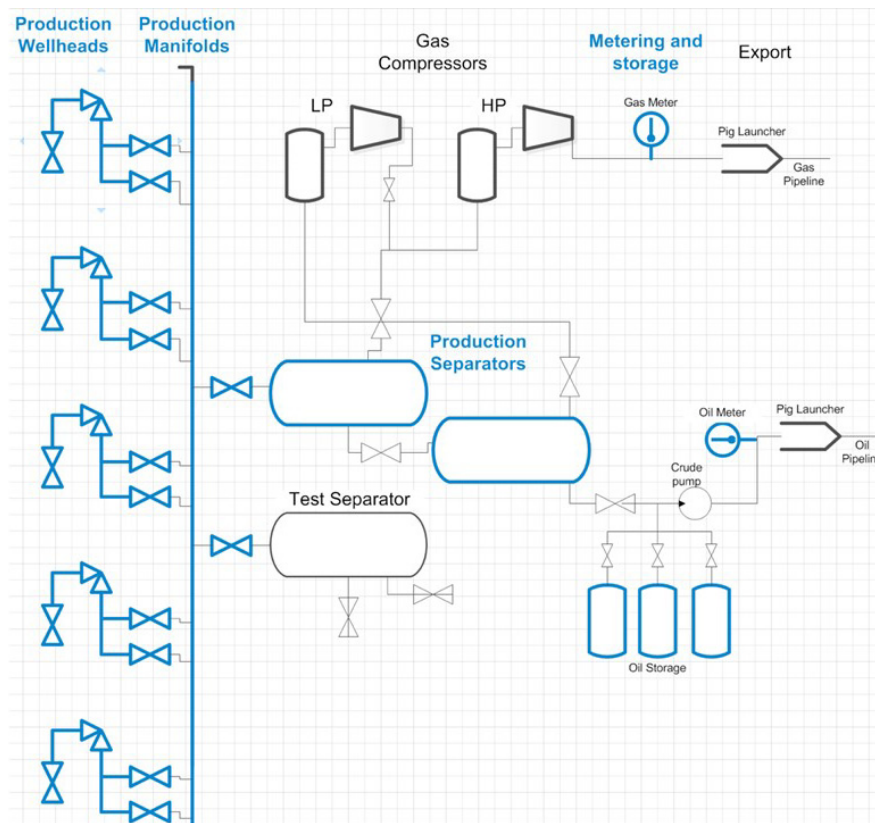 Production
Wellheads
Production
Manifolds
Gas
Compressors
Metering and
storage
Export
LP
HP
Gas Meter
Pig Launcher
Gas
Pipeline
Production
Separators
Oil Meter
Pig Launcher
Oil
Pipeline
Crude
pump
Test Separator
Oil Storage